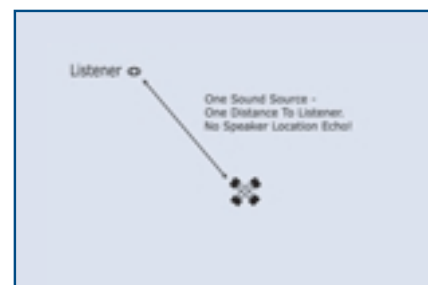 Listener
One Sound Source -
One Distance To Listener.
No Speaker Location Echo!